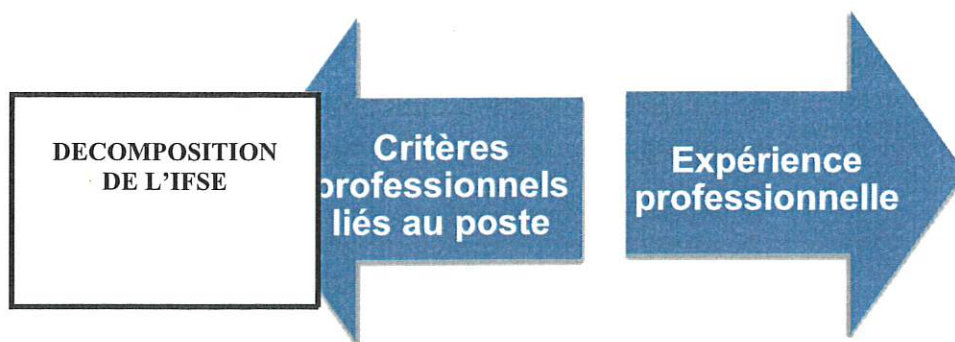 DECOMPOSITION
DE L'IFSE
Critères
professionnels
liés au poste
Expérience
professionnelle